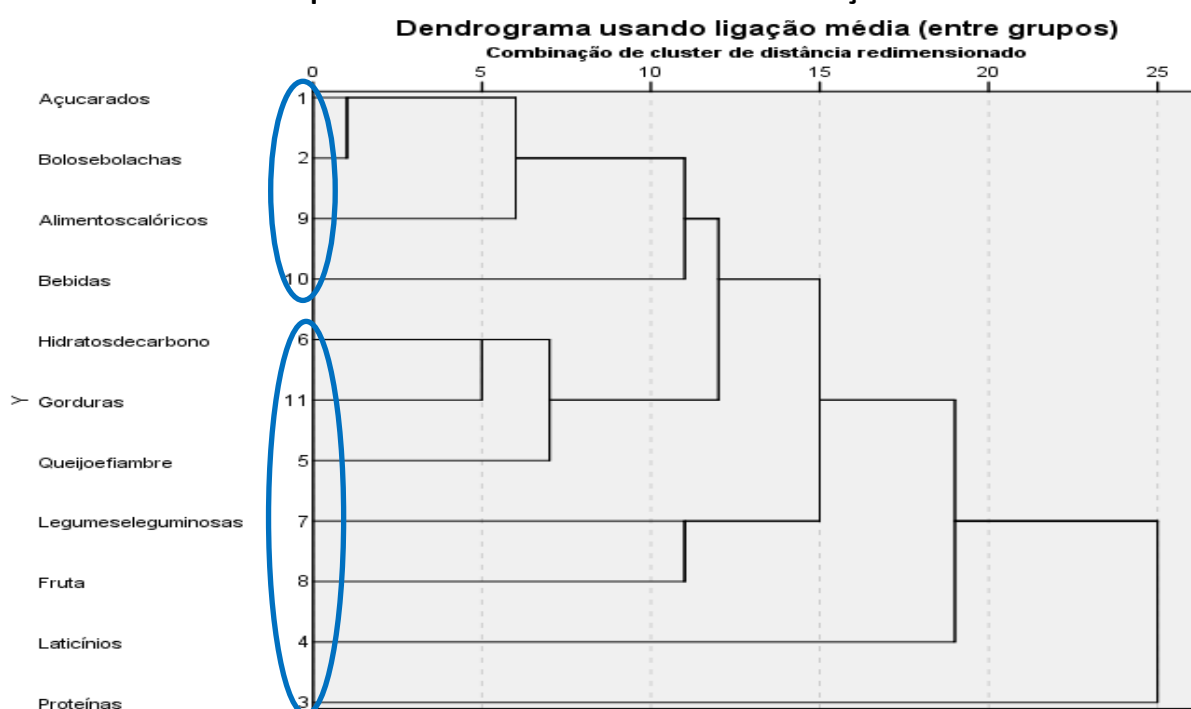 Dendrograma usando ligação média (entre grupos)
Combinação de cluster de distância redimensionado
0 5 10 15 20 25
Açucarados 1
Bolosebolachas 2
Alimentoscalóricos 9
Bebidas 10
Hidratosdecarbono 6
Y Gorduras 11
Queijoefiambre 5
Legumeseleguminosas 7
Fruta 8
Laticínios 4
Proteínas 3